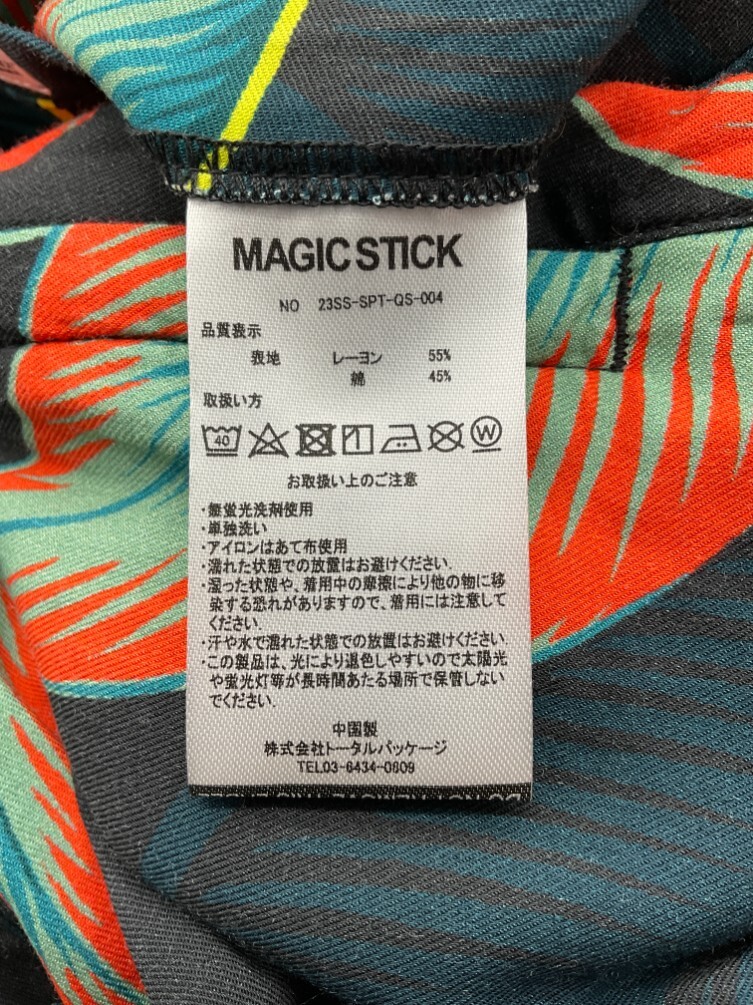 MAGIC STICK
NO 23SS-SPT-QS-004
品質表示
表地 レーヨン 55%
綿 45%
取扱い方
40 W
お取扱い上のご注意
・無蛍光洗剤使用
・単独洗い
・アイロンはあて布使用
・濡れた状態での放置はお避けください.
・湿った状態や、着用中の摩擦により他の物に移
染する恐れがありますので、着用には注意して
ください.
・汗や水で濡れた状態での放置はお避けください.
・この製品は、光により退色しやすいので太陽光
や蛍光灯等が長時間あたる場所で保管しない
でください.
中国製
株式会社トータルパッケージ
TEL03-6434-0609